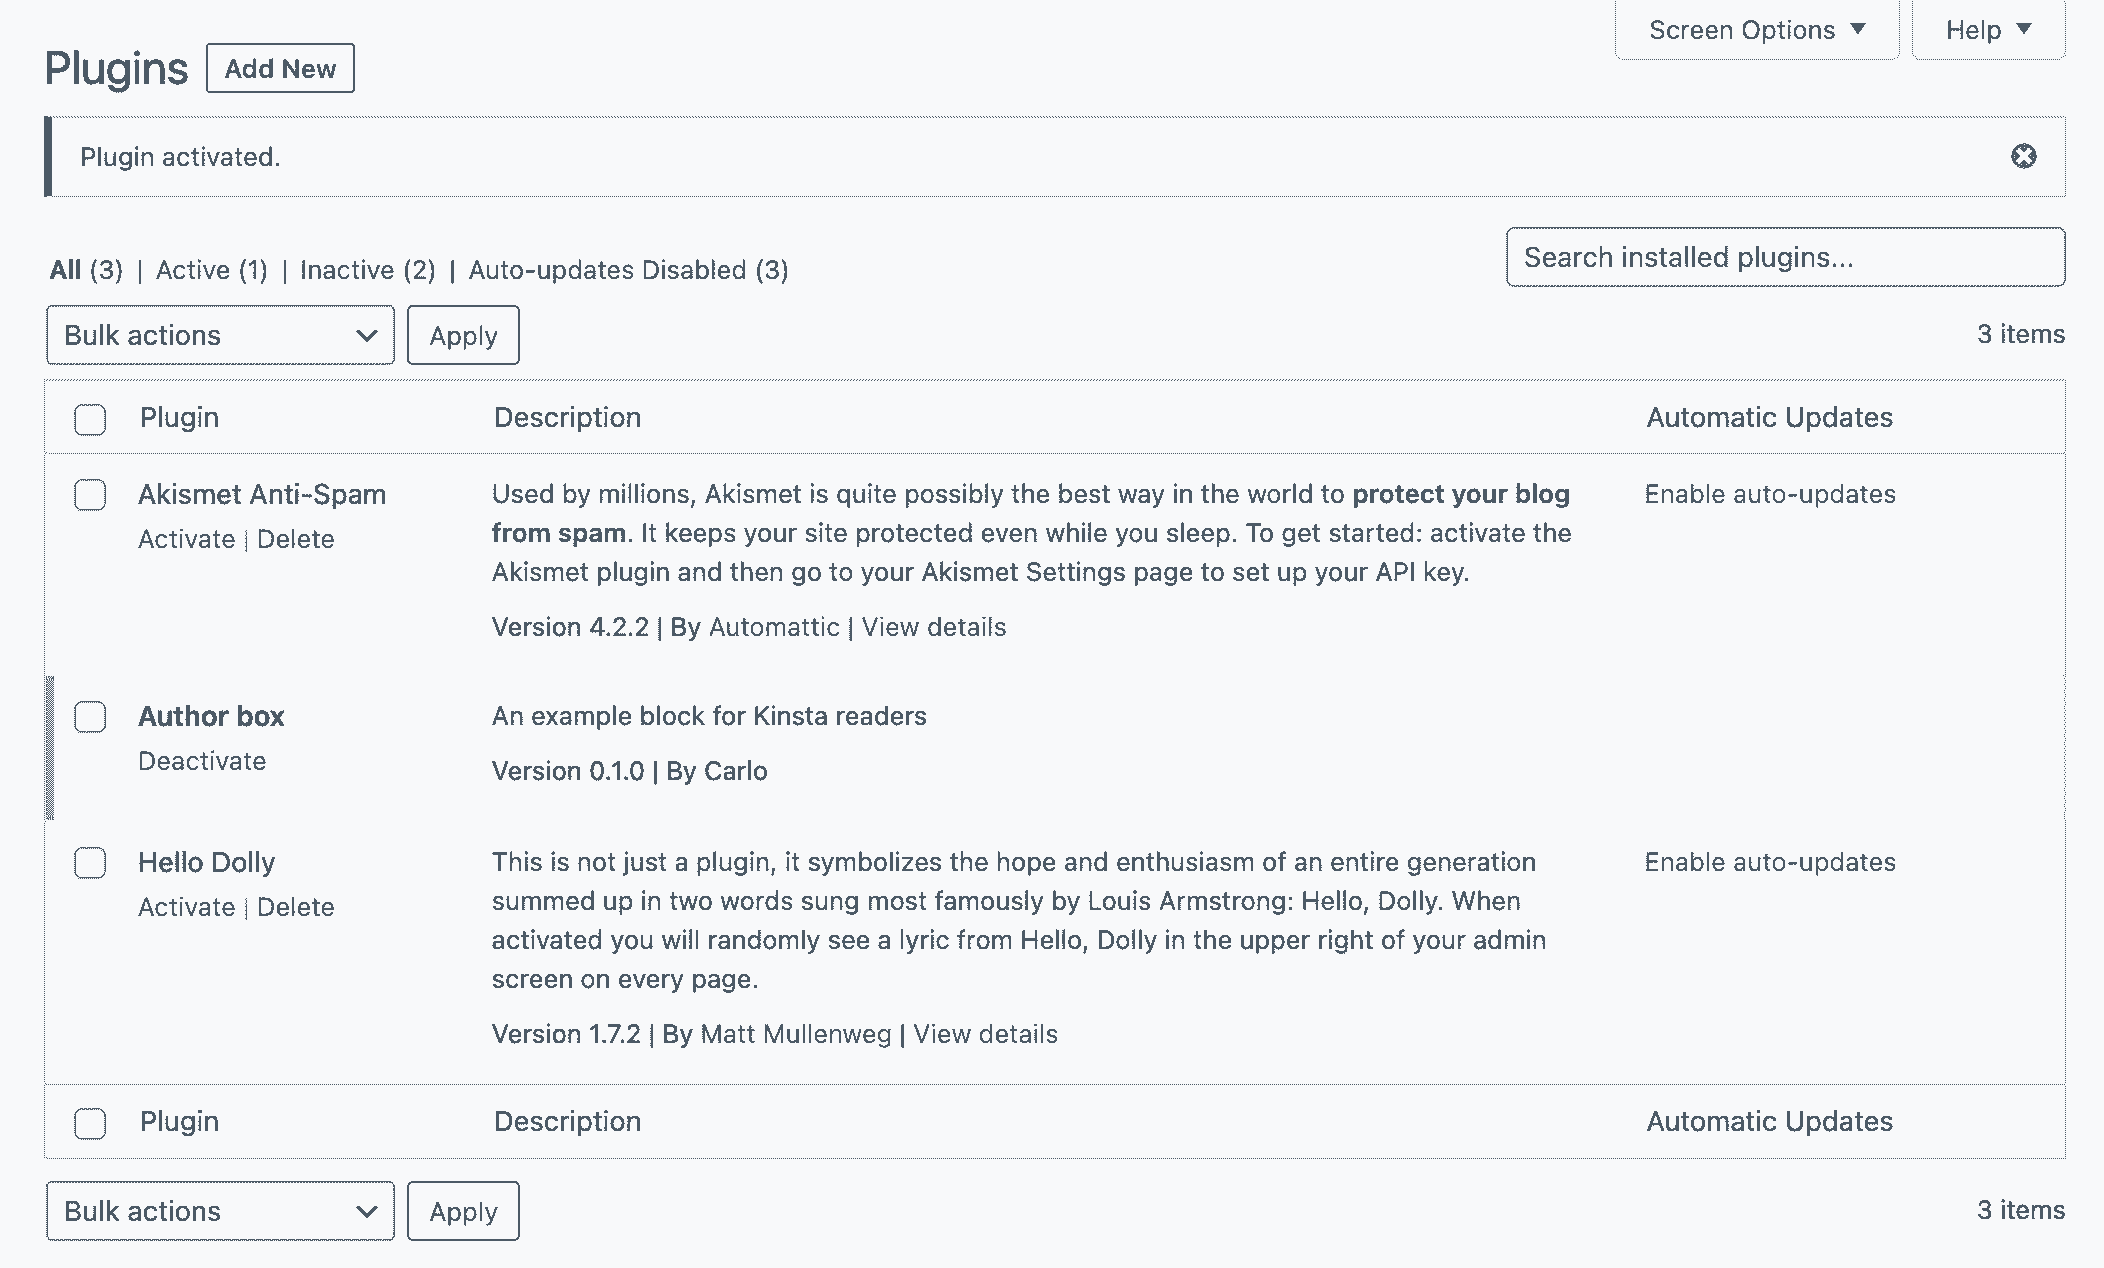 Screen Options ▼ Help ▼
Plugins Add New
Plugin activated.
All (3) | Active (1) | Inactive (2) | Auto-updates Disabled (3)
Search installed plugins...
Bulk actions Apply
3 items
Plugin Description Automatic Updates
Akismet Anti-Spam
Activate | Delete
Used by millions, Akismet is quite possibly the best way in the world to protect your blog
from spam. It keeps your site protected even while you sleep. To get started: activate the
Akismet plugin and then go to your Akismet Settings page to set up your API key.
Version 4.2.2 | By Automattic | View details
Enable auto-updates
Author box
Deactivate
An example block for Kinsta readers
Version 0.1.0 | By Carlo
Hello Dolly
Activate | Delete
This is not just a plugin, it symbolizes the hope and enthusiasm of an entire generation
summed up in two words sung most famously by Louis Armstrong: Hello, Dolly. When
activated you will randomly see a lyric from Hello, Dolly in the upper right of your admin
screen on every page.
Version 1.7.2 | By Matt Mullenweg | View details
Enable auto-updates
Plugin Description Automatic Updates
Bulk actions Apply
3 items